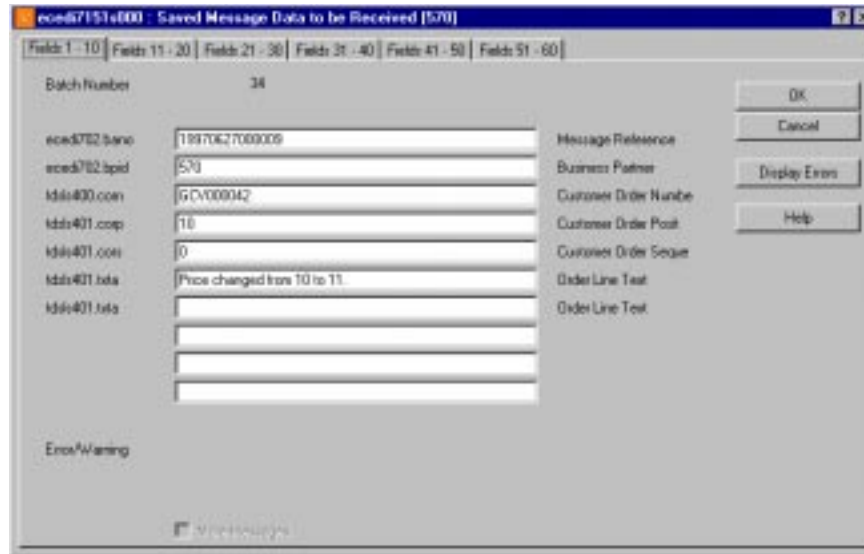 ecedi7151s000 : Saved Message Data to be Received [570]
Fields 1 - 10 Fields 11 - 20 Fields 21 - 30 Fields 31 - 40 Fields 41 - 50 Fields 51 - 60
Batch Number 34
OK
Cancel
ecedi702.bano 19970627000009 Message Reference
ecedi702.bpid 570 Business Partner
Display Errors
tdsls400.corn GCV000042 Customer Order Numbe
tdsls401.corp 10 Customer Order Posit
Help
tdsls401.cors 0 Customer Order Seque
tdsls401.txta Price changed from 10 to 11. Order Line Text
tdsls401.txta Order Line Text
Error/Warning